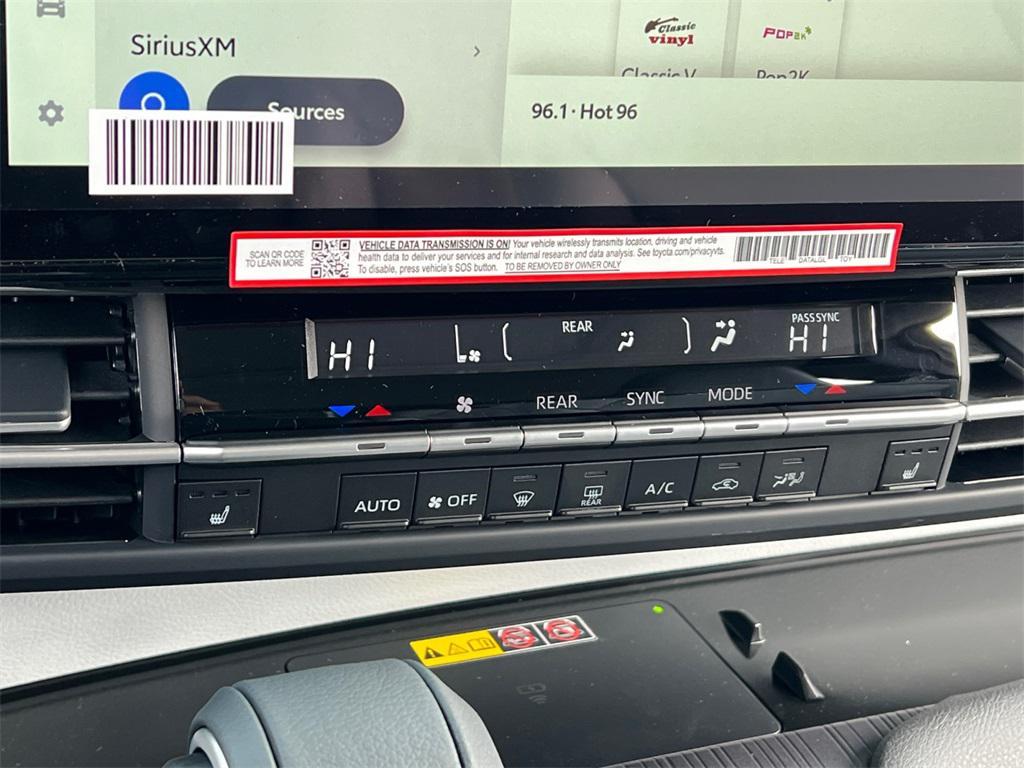 SiriusXM
Classic vinyl
POP2K
Classic V
Pop2K
Sources
96.1 · Hot 96
SCAN QR CODE
TO LEARN MORE
VEHICLE DATA TRANSMISSION IS ON! Your vehicle wirelessly transmits location, driving and vehicle
health data to deliver your services and for internal research and data analysis. See toyota.com/privacyvts.
To disable, press vehicle's SOS button. TO BE REMOVED BY OWNER ONLY
TELE DATALGL TOY
HI
REAR
PASS SYNC
HI
REAR SYNC MODE
AUTO
OFF
REAR
A/C